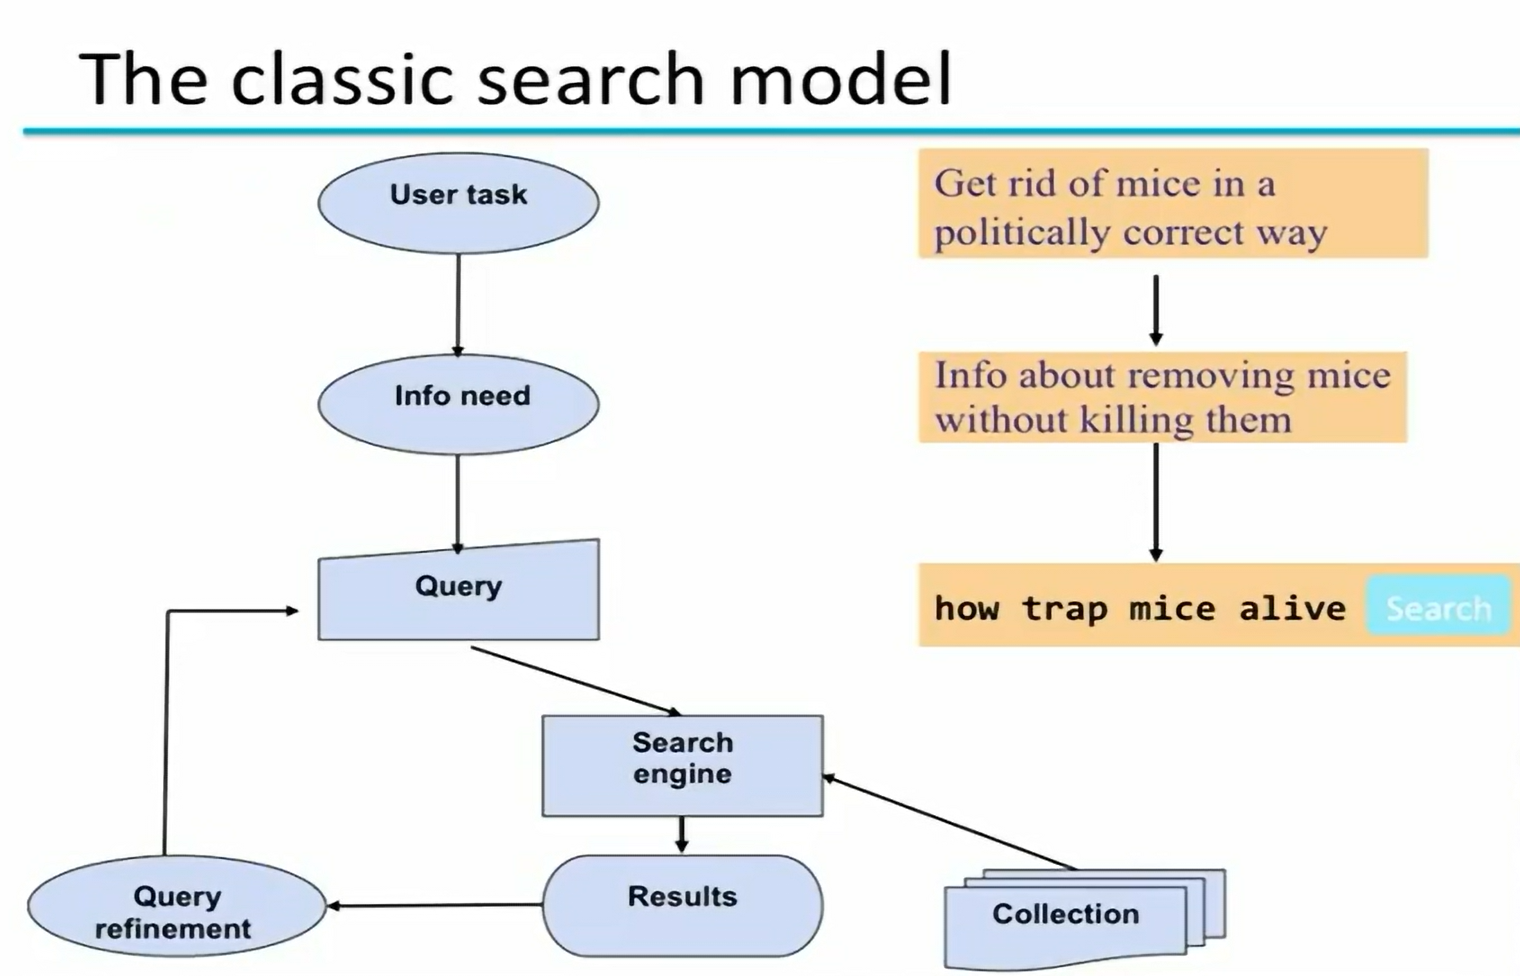 The classic search model
User task
Get rid of mice in a
politically correct way
Info need
Info about removing mice
without killing them
Query
how trap mice alive Search
Search
engine
Query
refinement
Results
Collection